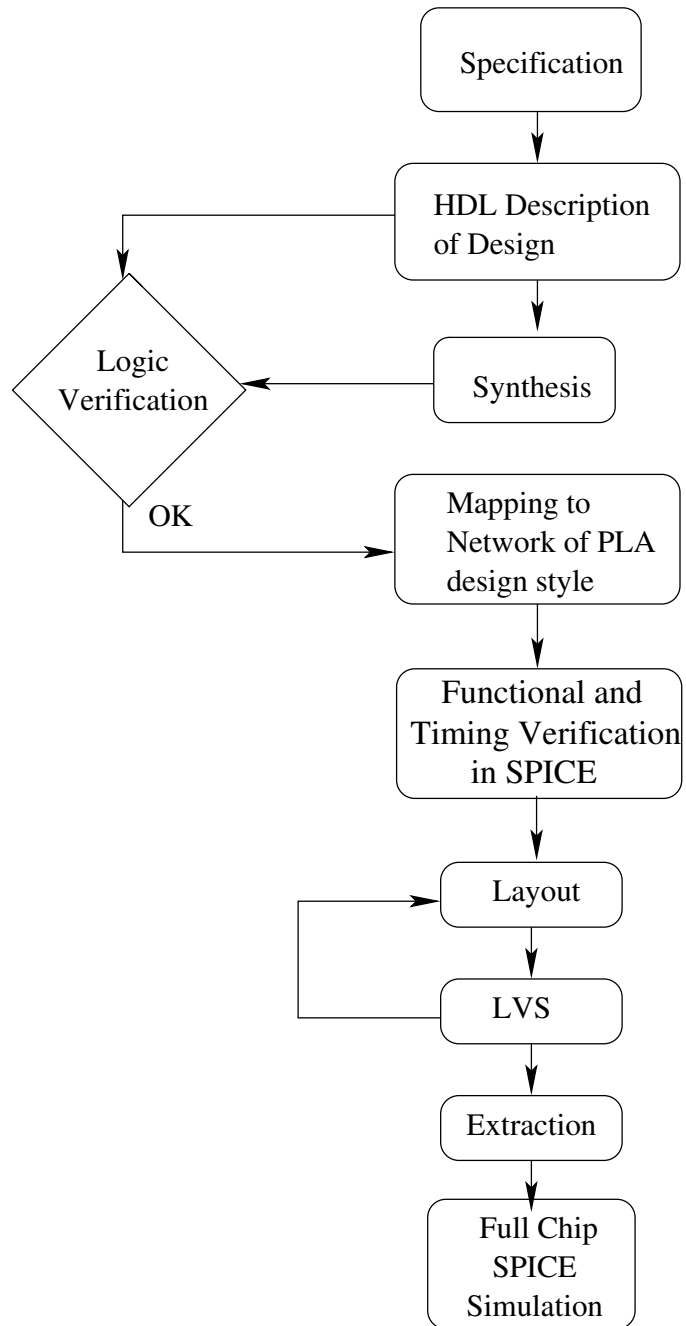 Specification
HDL Description
of Design
Logic
Verification
Synthesis
OK
Mapping to
Network of PLA
design style
Functional and
Timing Verification
in SPICE
Layout
LVS
Extraction
Full Chip
SPICE
Simulation